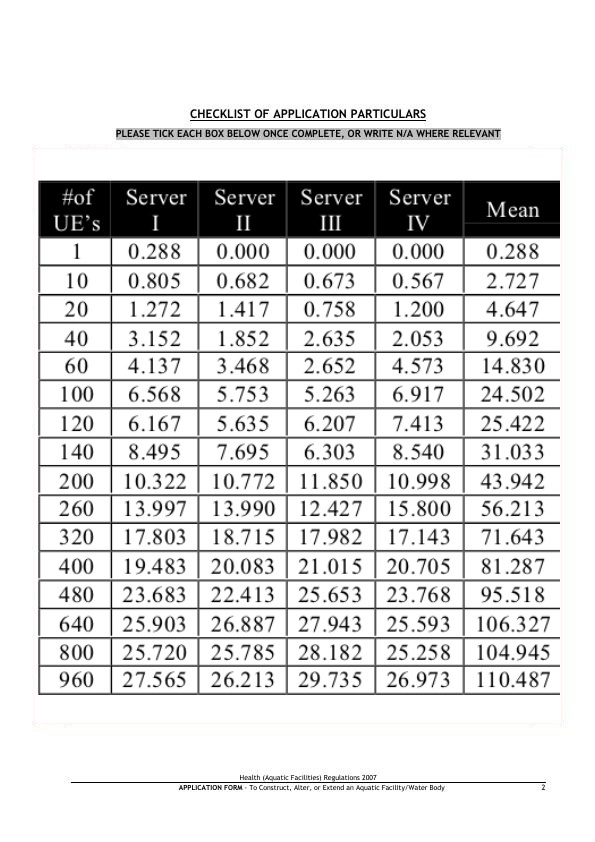 CHECKLIST OF APPLICATION PARTICULARS
PLEASE TICK EACH BOX BELOW ONCE COMPLETE, OR WRITE N/A WHERE RELEVANT
#of UE's Server I Server II Server III Server IV Mean
1 0.288 0.000 0.000 0.000 0.288
10 0.805 0.682 0.673 0.567 2.727
20 1.272 1.417 0.758 1.200 4.647
40 3.152 1.852 2.635 2.053 9.692
60 4.137 3.468 2.652 4.573 14.830
100 6.568 5.753 5.263 6.917 24.502
120 6.167 5.635 6.207 7.413 25.422
140 8.495 7.695 6.303 8.540 31.033
200 10.322 10.772 11.850 10.998 43.942
260 13.997 13.990 12.427 15.800 56.213
320 17.803 18.715 17.982 17.143 71.643
400 19.483 20.083 21.015 20.705 81.287
480 23.683 22.413 25.653 23.768 95.518
640 25.903 26.887 27.943 25.593 106.327
800 25.720 25.785 28.182 25.258 104.945
960 27.565 26.213 29.735 26.973 110.487
Health (Aquatic Facilities) Regulations 2007
APPLICATION FORM - To Construct, Alter, or Extend an Aquatic Facility/Water Body 2